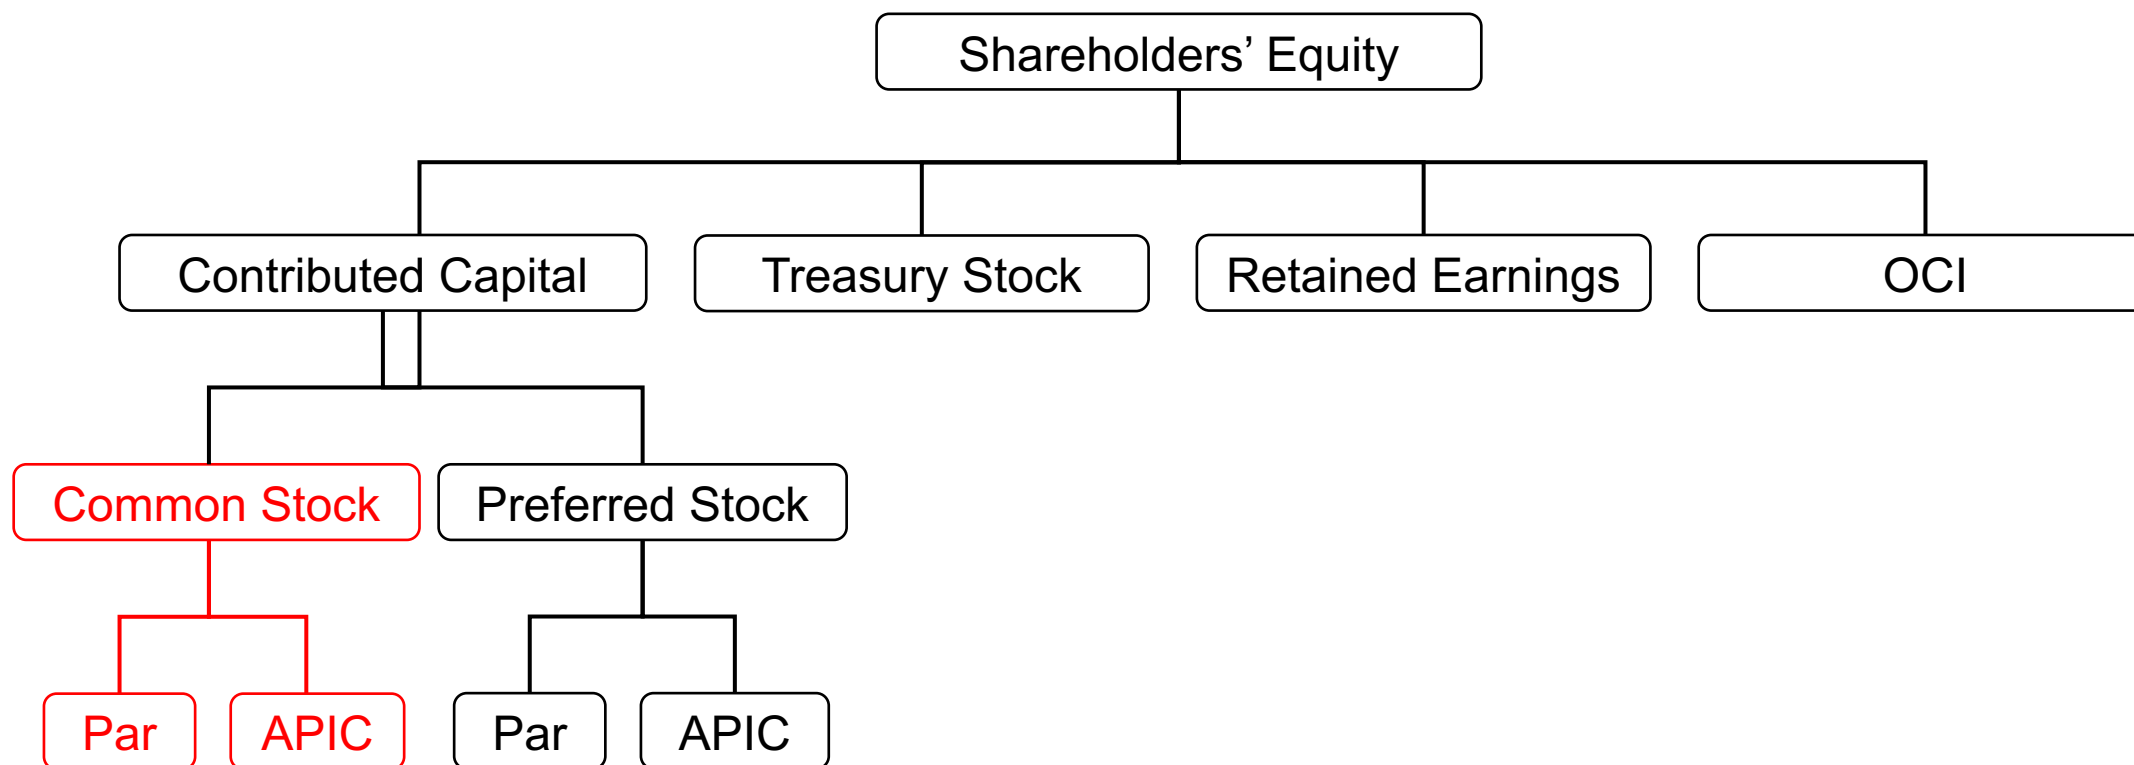 Shareholders’ Equity
Contributed Capital
Treasury Stock
Retained Earnings
OCI
Common Stock
Preferred Stock
Par
APIC
Par
APIC